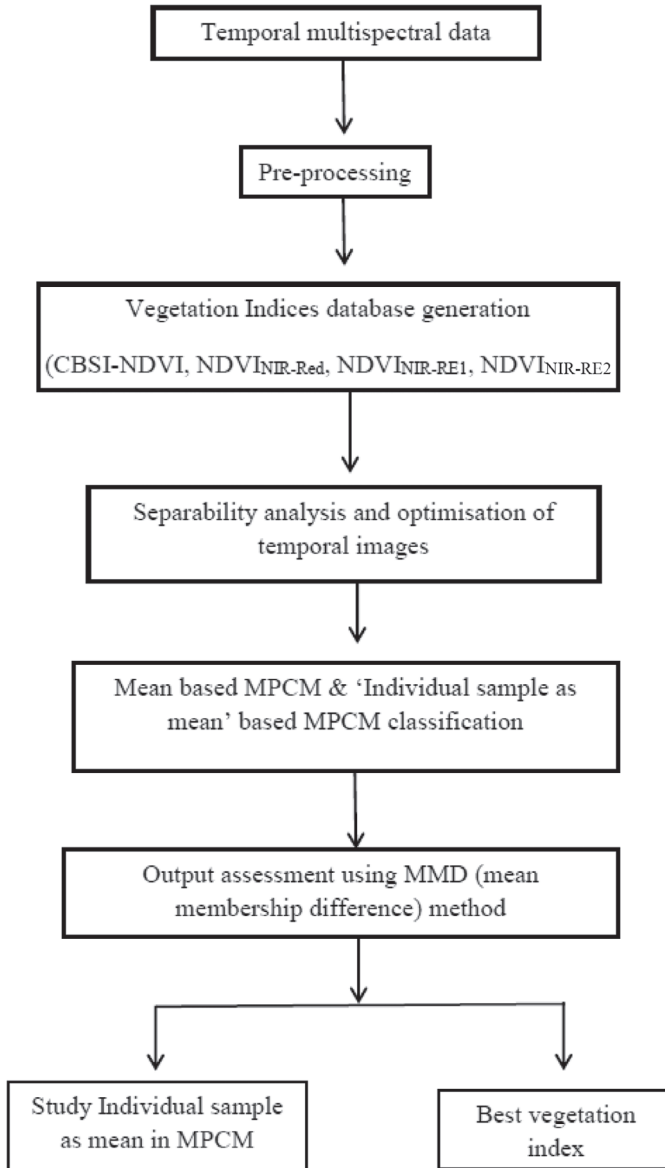 Temporal multispectral data
Pre-processing
Vegetation Indices database generation
(CBSI-NDVI, NDVINIR-Red, NDVINIR-RE1, NDVINIR-RE2
Separability analysis and optimisation of
temporal images
Mean based MPCM & ‘Individual sample as
mean’ based MPCM classification
Output assessment using MMD (mean
membership difference) method
Study Individual sample
as mean in MPCM
Best vegetation
index